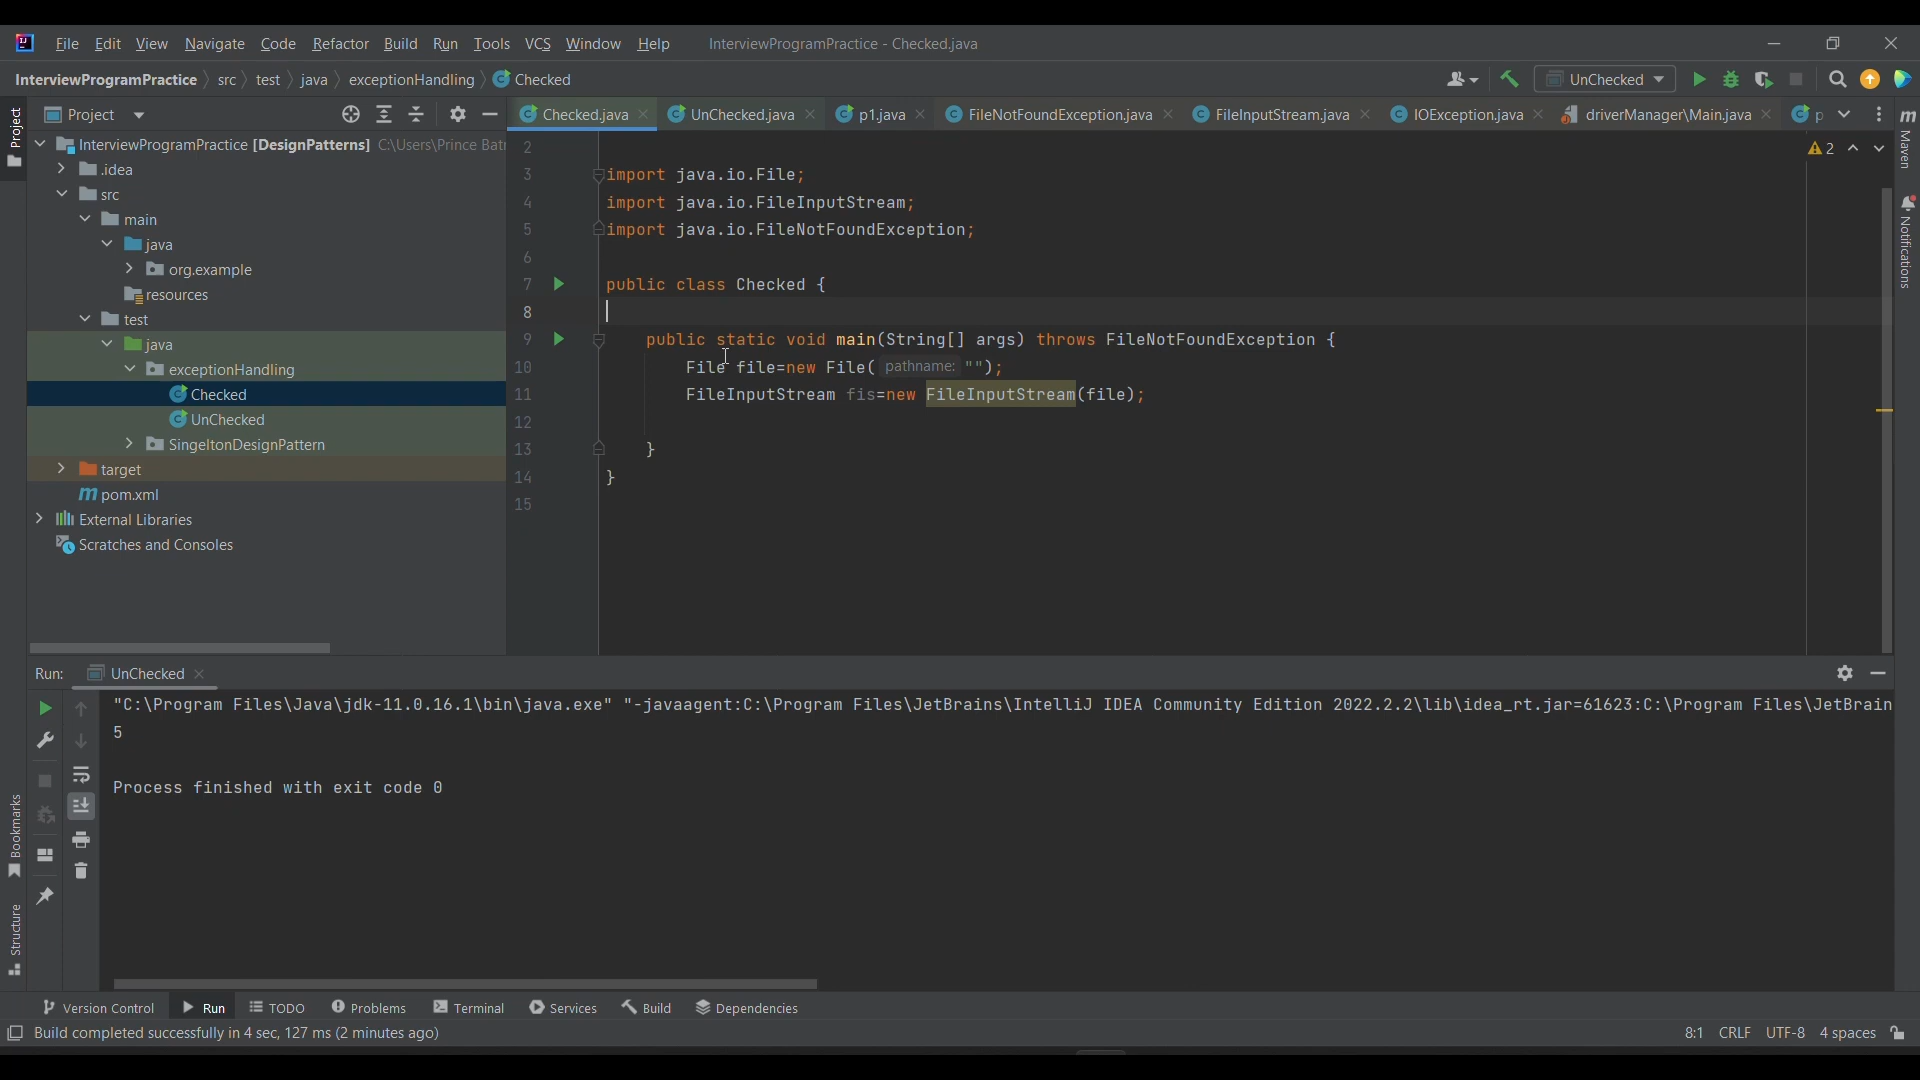 File Edit View Navigate Code Refactor Build Run Tools VCS Window Help InterviewProgramPractice - Checked.java
InterviewProgramPractice src test java exceptionHandling Checked UnChecked
Project
Checked.java UnChecked.java p1.java FileNotFoundException.java FileInputStream.java IOException.java driverManager\Main.java p
InterviewProgramPractice [DesignPatterns] C:\Users\Prince Bat
.idea
src
main
java
org.example
resources
test
java
exceptionHandling
Checked
UnChecked
SingeltonDesignPattern
target
pom.xml
External Libraries
Scratches and Consoles
2
3 import java.io.File;
4 import java.io.FileInputStream;
5 import java.io.FileNotFoundException;
6
7 public class Checked {
8
9 public static void main(String[] args) throws FileNotFoundException {
10 File file=new File( pathname: "");
11 FileInputStream fis=new FileInputStream(file);
12
13 }
14 }
15
2
Project
Bookmarks
Structure
Maven
Notifications
Run: UnChecked
"C:\Program Files\Java\jdk-11.0.16.1\bin\java.exe" "-javaagent:C:\Program Files\JetBrains\IntelliJ IDEA Community Edition 2022.2.2\lib\idea_rt.jar=61623:C:\Program Files\JetBrain
5
Process finished with exit code 0
Version Control Run TODO Problems Terminal Services Build Dependencies
Build completed successfully in 4 sec, 127 ms (2 minutes ago) 8:1 CRLF UTF-8 4 spaces